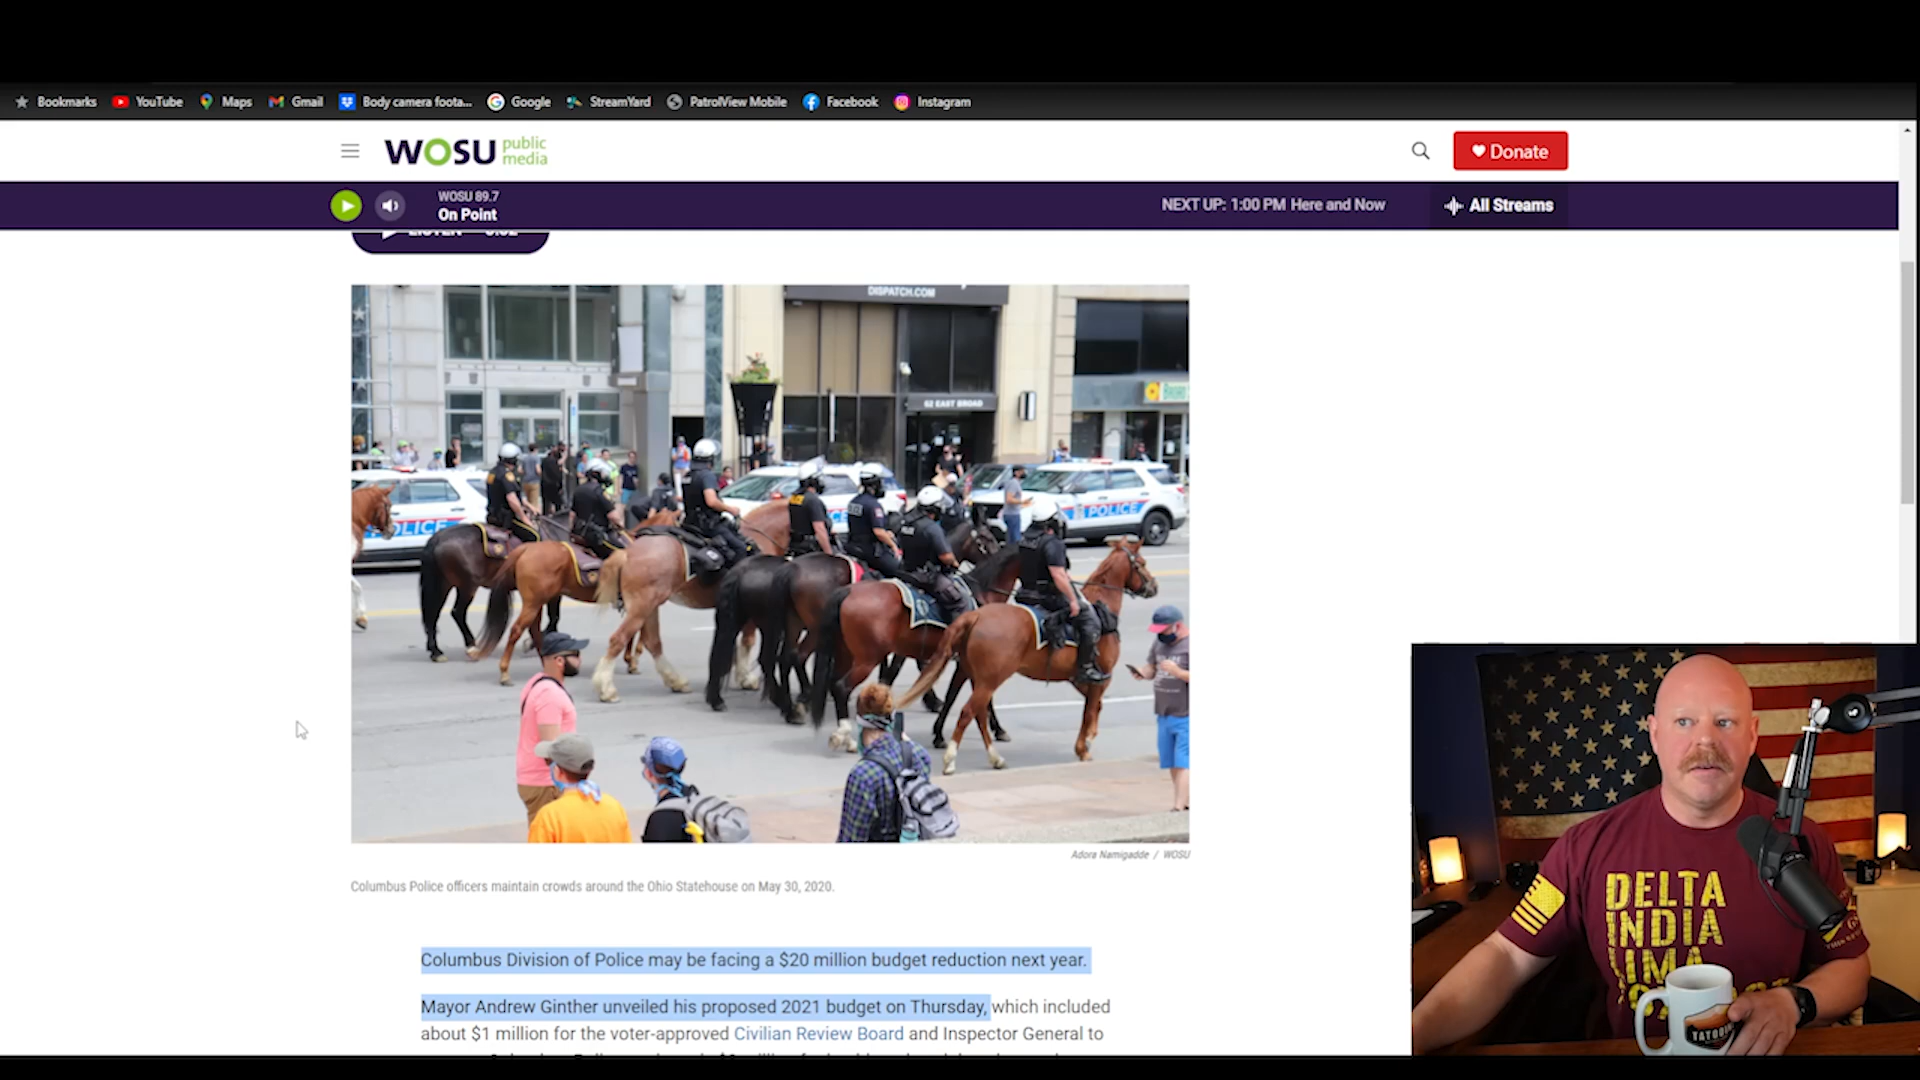 Bookmarks YouTube Maps Gmail Body camera foota... Google StreamYard PatrolView Mobile Facebook Instagram
WOSU public media
Donate
WOSU 89.7
On Point
NEXT UP: 1:00 PM Here and Now
All Streams
DISPATCH.COM
62 EAST BROAD
POLICE
POLICE
Adora Namigadde / WOSU
Columbus Police officers maintain crowds around the Ohio Statehouse on May 30, 2020.
Columbus Division of Police may be facing a $20 million budget reduction next year.
Mayor Andrew Ginther unveiled his proposed 2021 budget on Thursday, which included
about $1 million for the voter-approved Civilian Review Board and Inspector General to
DELTA
INDIA